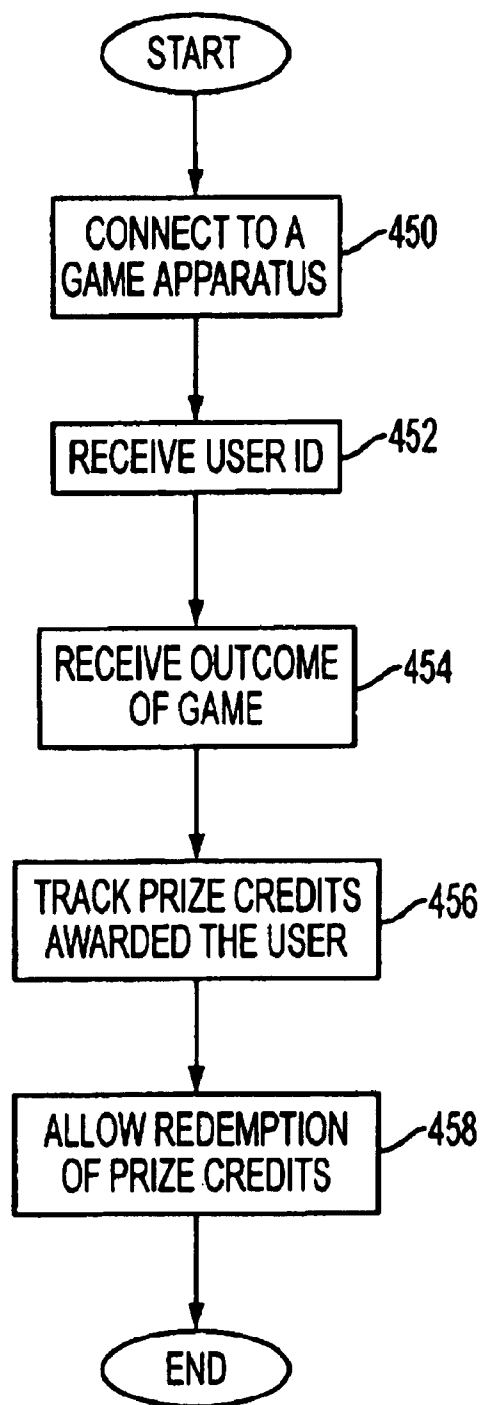 START
CONNECT TO A
GAME APPARATUS
450
RECEIVE USER ID
452
RECEIVE OUTCOME
OF GAME
454
TRACK PRIZE CREDITS
AWARDED THE USER
456
ALLOW REDEMPTION
OF PRIZE CREDITS
458
END